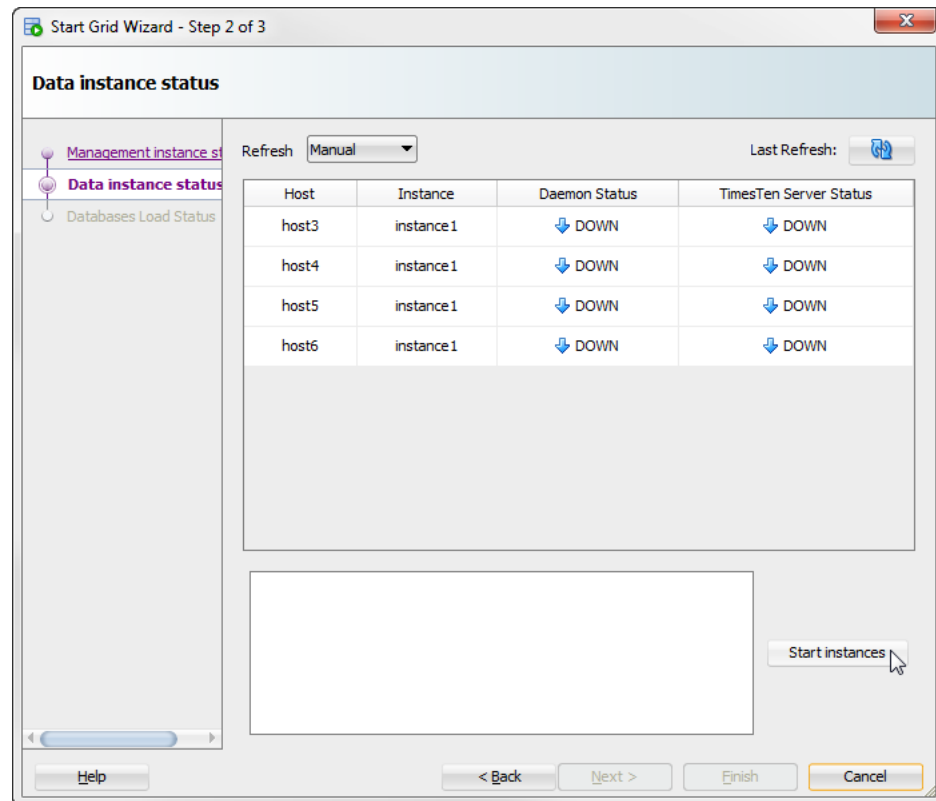 Start Grid Wizard - Step 2 of 3
Data instance status
Management instance st
Data instance status
Databases Load Status
Refresh Manual Last Refresh:
Host Instance Daemon Status TimesTen Server Status
host3 instance1 DOWN DOWN
host4 instance1 DOWN DOWN
host5 instance1 DOWN DOWN
host6 instance1 DOWN DOWN
Start instances
Help < Back Next > Finish Cancel